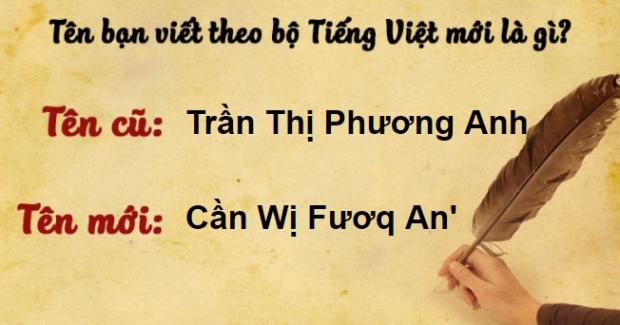 Tên bạn viết theo bộ Tiếng Việt mới là gì?
Tên cũ: Trần Thị Phương Anh
Tên mới: Cần Wị Fươq An'